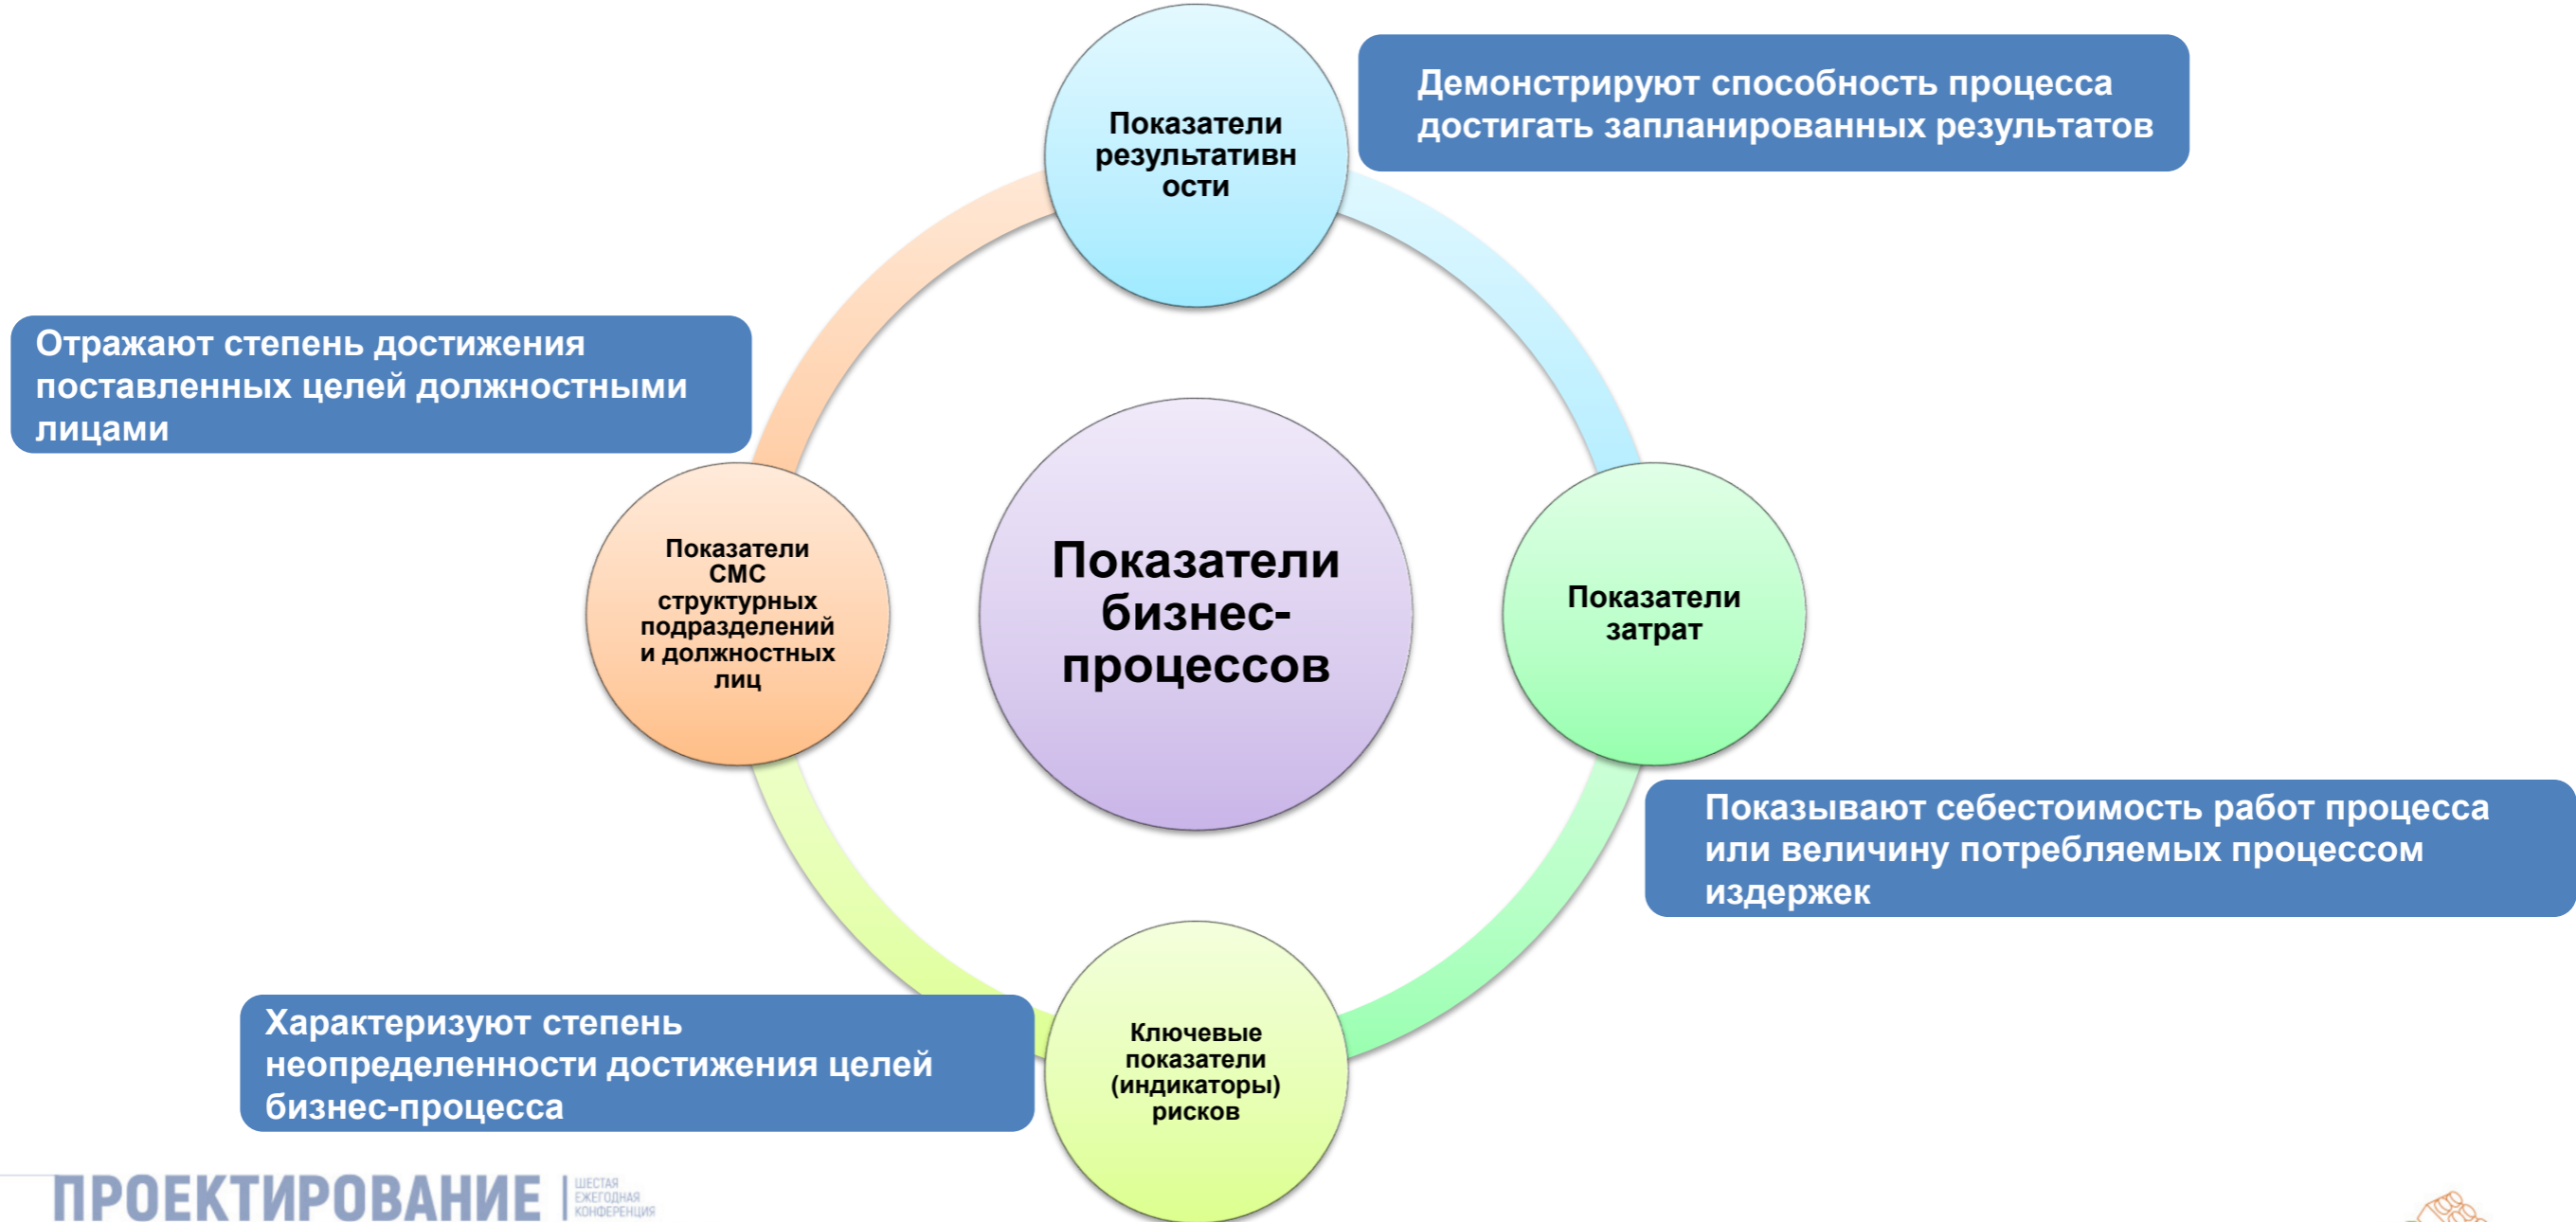 Показатели
результативн
ости
Демонстрируют способность процесса
достигать запланированных результатов
Отражают степень достижения
поставленных целей должностными
лицами
Показатели
СМС
структурных
подразделений
и должностных
лиц
Показатели
бизнес-
процессов
Показатели
затрат
Показывают себестоимость работ процесса
или величину потребляемых процессом
издержек
Характеризуют степень
неопределенности достижения целей
бизнес-процесса
Ключевые
показатели
(индикаторы)
рисков
ПРОЕКТИРОВАНИЕ
ШЕСТАЯ
ЕЖЕГОДНАЯ
КОНФЕРЕНЦИЯ